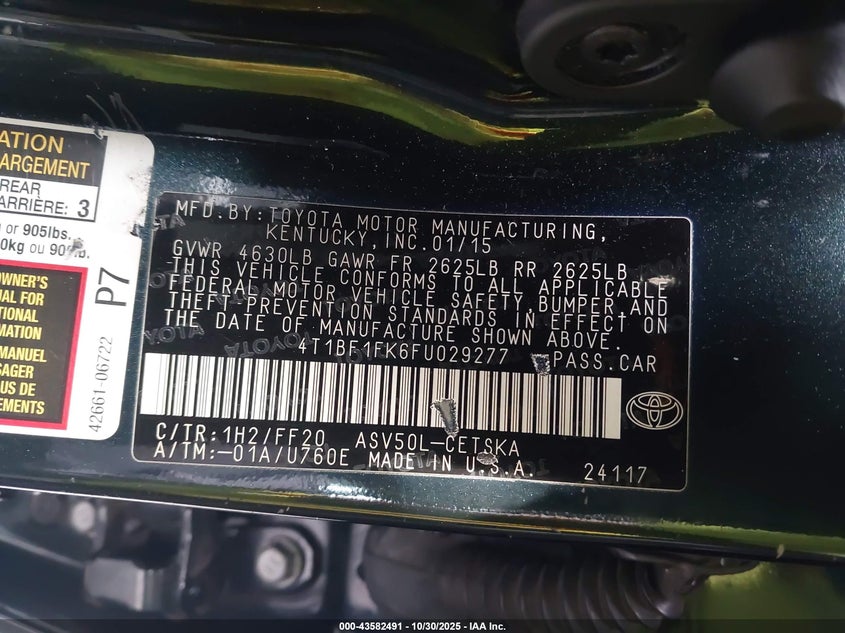 ATION
ARGEMENT
REAR
ARRIÈRE: 3
or 905lbs.
0kg ou
OWNER'S
UAL FOR
TIONAL
RMATION
MANUEL
SAGER
US DE
EMENTS
P7
42661-06722
MFD.BY:TOYOTA MOTOR MANUFACTURING,
KENTUCKY,INC.01/15
GVWR 4630LB GAWR FR 2625LB RR 2625LB
THIS VEHICLE CONFORMS TO ALL APPLICABLE
FEDERAL MOTOR VEHICLE SAFETY,BUMPER,AND
THEFT PREVENTION STANDARDS IN EFFECT ON
THE DATE OF MANUFACTURE SHOWN ABOVE.
4T1BF1FK6FU029277 PASS.CAR
C/TR:1H2/FF20 ASV50L-CETSKA
A/TM:-01A/U760E MADE IN U.S.A.
24117
000-43582491 - 10/30/2025 - IAA Inc.